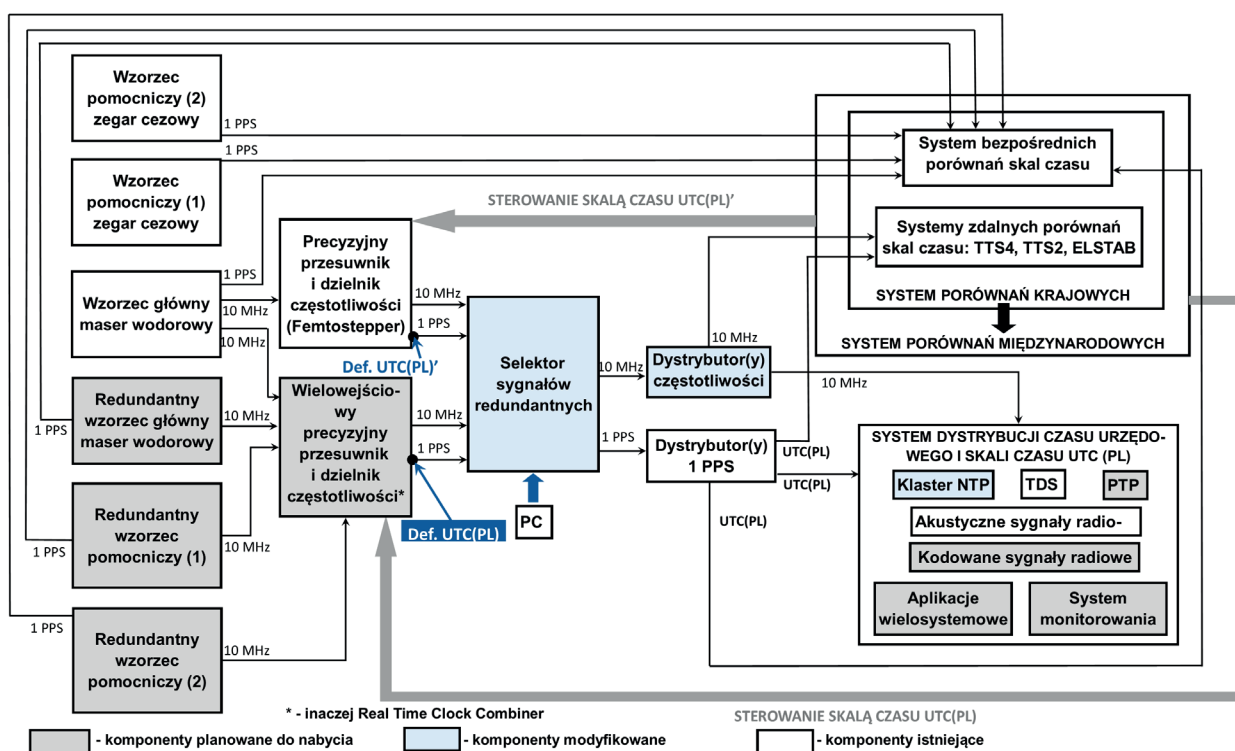 Wzorzec
pomocniczy (2)
zegar cezowy
1 PPS
1 PPS
Wzorzec
pomocniczy (1)
zegar cezowy
System bezpośrednich
porównań skal czasu
STEROWANIE SKALĄ CZASU UTC(PL)’
Systemy zdalnych porównań
skal czasu: TTS4, TTS2, ELSTAB
SYSTEM PORÓWNAŃ KRAJOWYCH
SYSTEM PORÓWNAŃ MIĘDZYNARODOWYCH
1 PPS
Wzorzec główny
maser wodorowy
10 MHz
10 MHz
Precyzyjny
przesuwnik
i dzielnik
częstotliwości
(Femtostepper)
10 MHz
1 PPS
Def. UTC(PL)’
Selektor
sygnałów
redundantnych
10 MHz
10 MHz
Dystrybutor(y)
częstotliwości
10 MHz
1 PPS
Redundantny
wzorzec główny
maser wodorowy
10 MHz
Wielowejścio-
wy
precyzyjny
przesuwnik
i dzielnik
częstotliwości*
10 MHz
1 PPS
Def. UTC(PL)
PC
1 PPS
Dystrybutor(y)
1 PPS
UTC(PL)
UTC(PL)
UTC(PL)
SYSTEM DYSTRYBUCJI CZASU URZĘDO-
WEGO I SKALI CZASU UTC (PL)
Klaster NTP
TDS
PTP
Akustyczne sygnały radio-
Kodowane sygnały radiowe
Aplikacje
wielosystemowe
System
monitorowania
1 PPS
Redundantny
wzorzec
pomocniczy (1)
10 MHz
1 PPS
Redundantny
wzorzec
pomocniczy (2)
10 MHz
* - inaczej Real Time Clock Combiner
STEROWANIE SKALĄ CZASU UTC(PL)
- komponenty planowane do nabycia
- komponenty modyfikowane
- komponenty istniejące